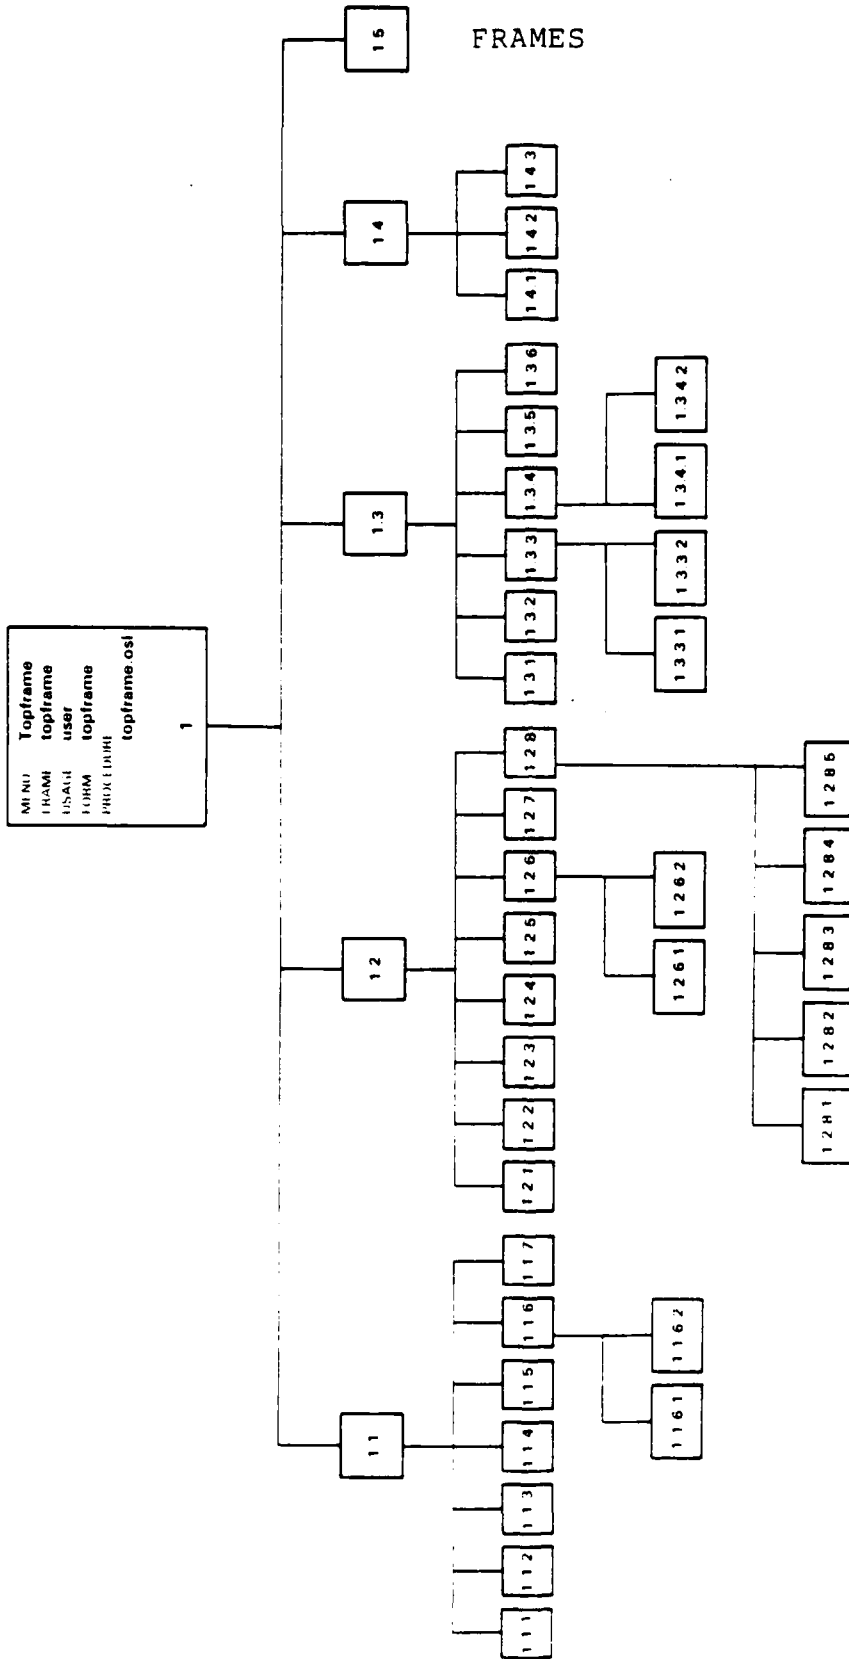 FRAMES
MENU Topframe
FRAME topframe
USAGE user
FORM topframe
PROCEDURE
topframe.osl
1
1 1
1 2
1.3
1 4
1 5
1 1 1
1 1 2
1 1 3
1 1 4
1 1 5
1 1 6
1 1 7
1 2 1
1 2 2
1 2 3
1 2 4
1 2 5
1 2 6
1 2 7
1 2 8
1 3 1
1 3 2
1 3 3
1.3.4
1.3.5
1 3 6
1 4 1
1 4 2
1 4 3
1 1 6 1
1 1 6 2
1 2 6 1
1 2 6 2
1 3 3 1
1 3 3 2
1.3.4.1
1.3 4 2
1 2 8 1
1 2 8 2
1 2 8 3
1 2 8 4
1 2 8 5